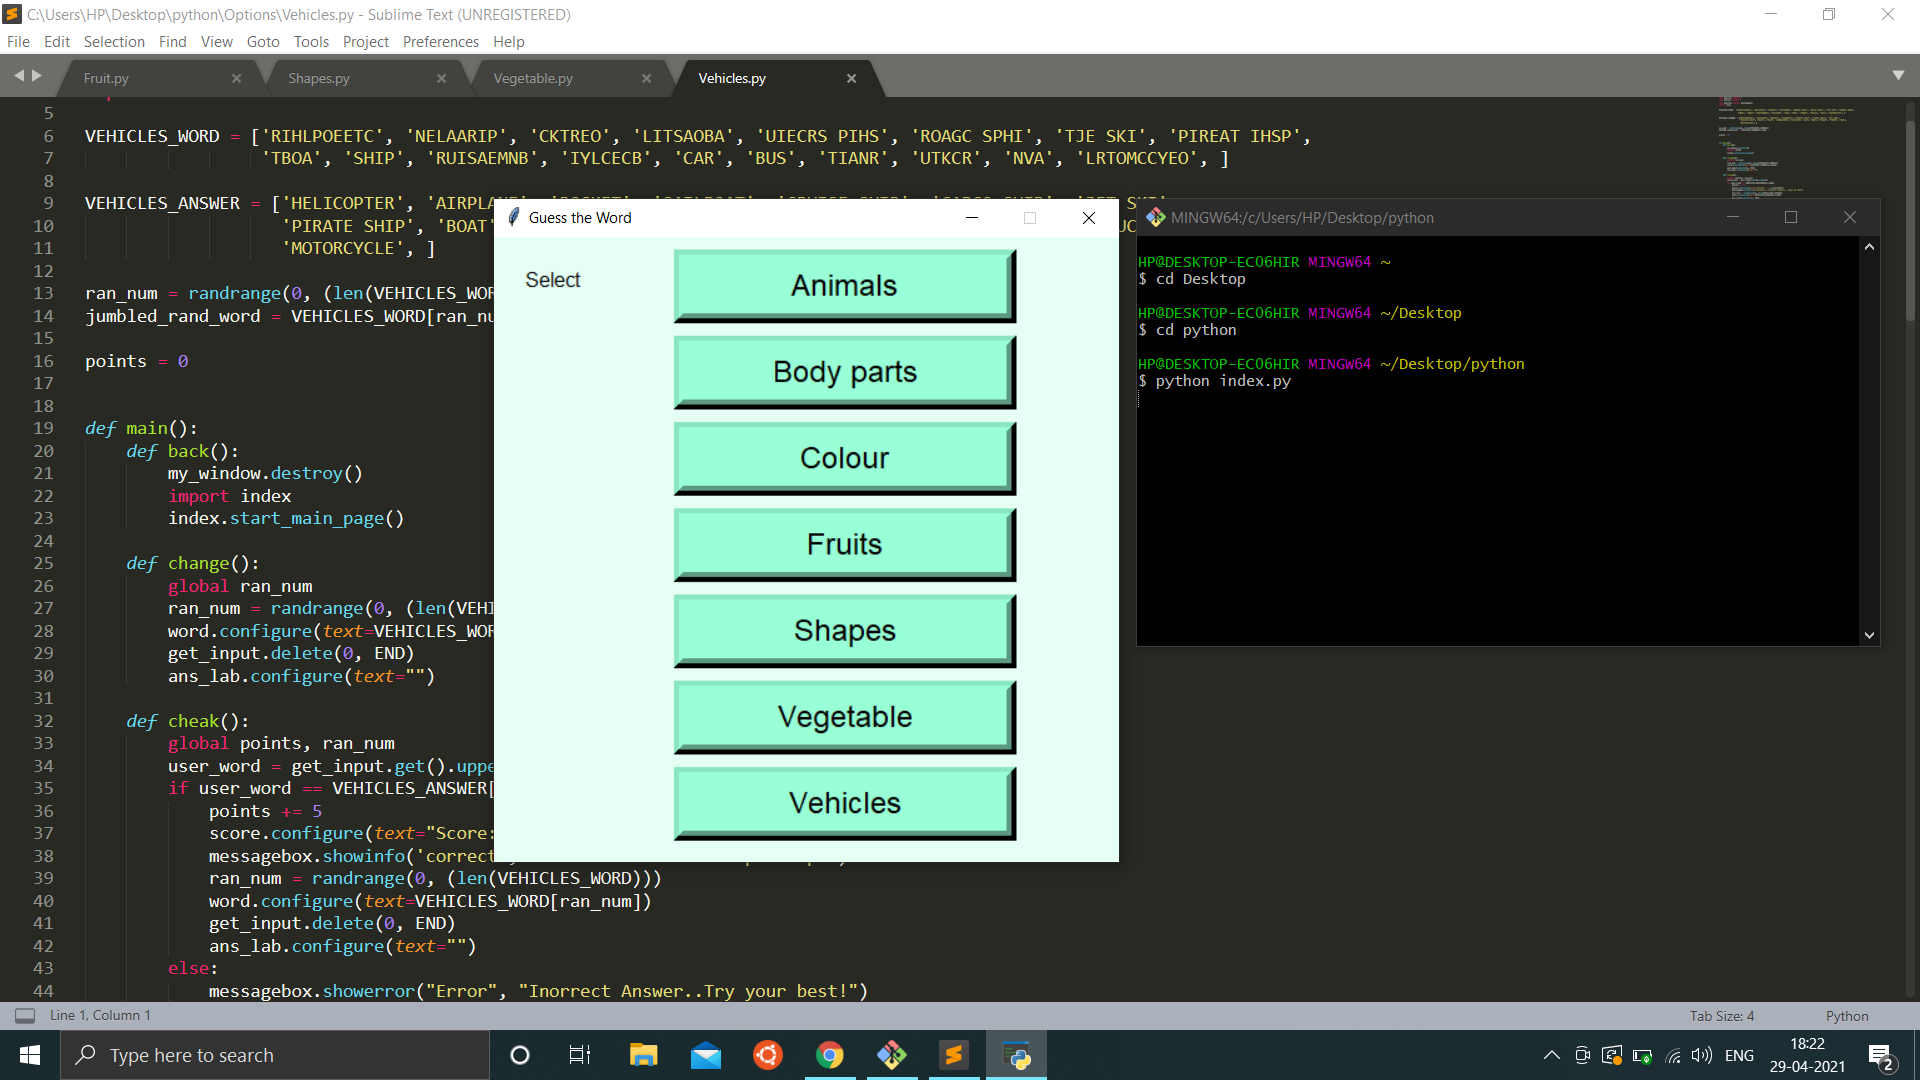 C:\Users\HP\Desktop\python\Options\Vehicles.py - Sublime Text (UNREGISTERED)
File Edit Selection Find View Goto Tools Project Preferences Help
Fruit.py Shapes.py Vegetable.py Vehicles.py
5
6 VEHICLES_WORD = ['RIHLPOEETC', 'NELAARIP', 'CKTREO', 'LITSAOBA', 'UIECRS PIHS', 'ROAGC SPHI', 'TJE SKI', 'PIREAT IHSP',
7 'TBOA', 'SHIP', 'RUISAEMNB', 'IYLCECB', 'CAR', 'BUS', 'TIANR', 'UTKCR', 'NVA', 'LRTOMCCYEO', ]
8
9 VEHICLES_ANSWER = ['HELICOPTER',
10 'PIRATE SHIP', 'BOAT'
11 'MOTORCYCLE', ]
12
13 ran_num = randrange(0, (len(VEHICLES_WOR
14 jumbled_rand_word = VEHICLES_WORD[ran_nu
15
16 points = 0
17
18
19 def main():
20 def back():
21 my_window.destroy()
22 import index
23 index.start_main_page()
24
25 def change():
26 global ran_num
27 ran_num = randrange(0, (len(VEHI
28 word.configure(text=VEHICLES_WOR
29 get_input.delete(0, END)
30 ans_lab.configure(text="")
31
32 def cheak():
33 global points, ran_num
34 user_word = get_input.get().uppe
35 if user_word == VEHICLES_ANSWER[
36 points += 5
37 score.configure(text="Score:
38 messagebox.showinfo('correct
39 ran_num = randrange(0, (len(VEHICLES_WORD)))
40 word.configure(text=VEHICLES_WORD[ran_num])
41 get_input.delete(0, END)
42 ans_lab.configure(text="")
43 else:
44 messagebox.showerror("Error", "Inorrect Answer..Try your best!")
Guess the Word
Select
Animals
Body parts
Colour
Fruits
Shapes
Vegetable
Vehicles
MINGW64:/c/Users/HP/Desktop/python
HP@DESKTOP-ECO6HIR MINGW64 ~
$ cd Desktop
HP@DESKTOP-ECO6HIR MINGW64 ~/Desktop
$ cd python
HP@DESKTOP-ECO6HIR MINGW64 ~/Desktop/python
$ python index.py
Line 1, Column 1 Tab Size: 4 Python
Type here to search
ENG
18:22
29-04-2021
2